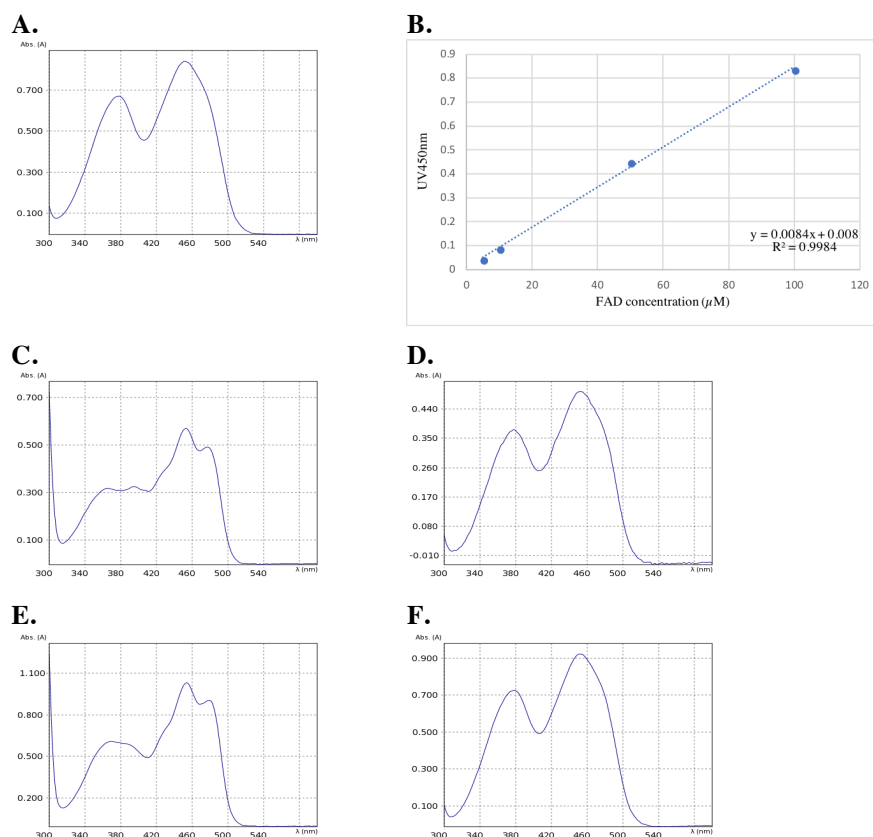 A.
Abs. (A)
0.700
0.500
0.300
0.100
300 340 380 420 460 500 540
λ (nm)
B.
UV450nm
0.9
0.8
0.7
0.6
0.5
0.4
0.3
0.2
0.1
0
y = 0.0084x + 0.008
R² = 0.9984
0 20 40 60 80 100 120
FAD concentration (µM)
C.
Abs. (A)
0.700
0.500
0.300
0.100
300 340 380 420 460 500 540
λ (nm)
D.
Abs. (A)
0.440
0.350
0.260
0.170
0.080
-0.010
300 340 380 420 460 500 540
λ (nm)
E.
Abs. (A)
1.100
0.800
0.500
0.200
300 340 380 420 460 500 540
λ (nm)
F.
Abs. (A)
0.900
0.700
0.500
0.300
0.100
300 340 380 420 460 500 540
λ (nm)